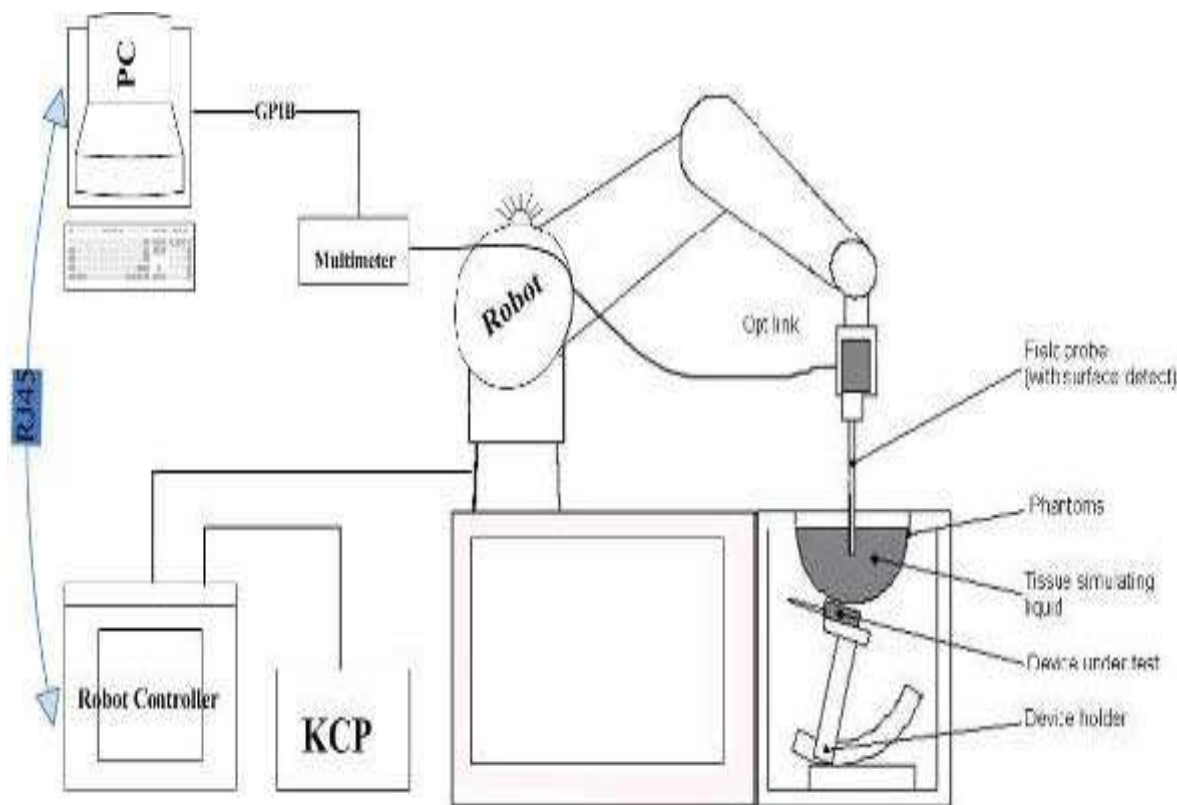 PC
GPIB
Multimeter
Robot
Opt link
Field probe
(with surface detect)
Phantoms
Tissue simulating
liquid
Device under test
Device holder
RJ45
Robot Controller
KCP